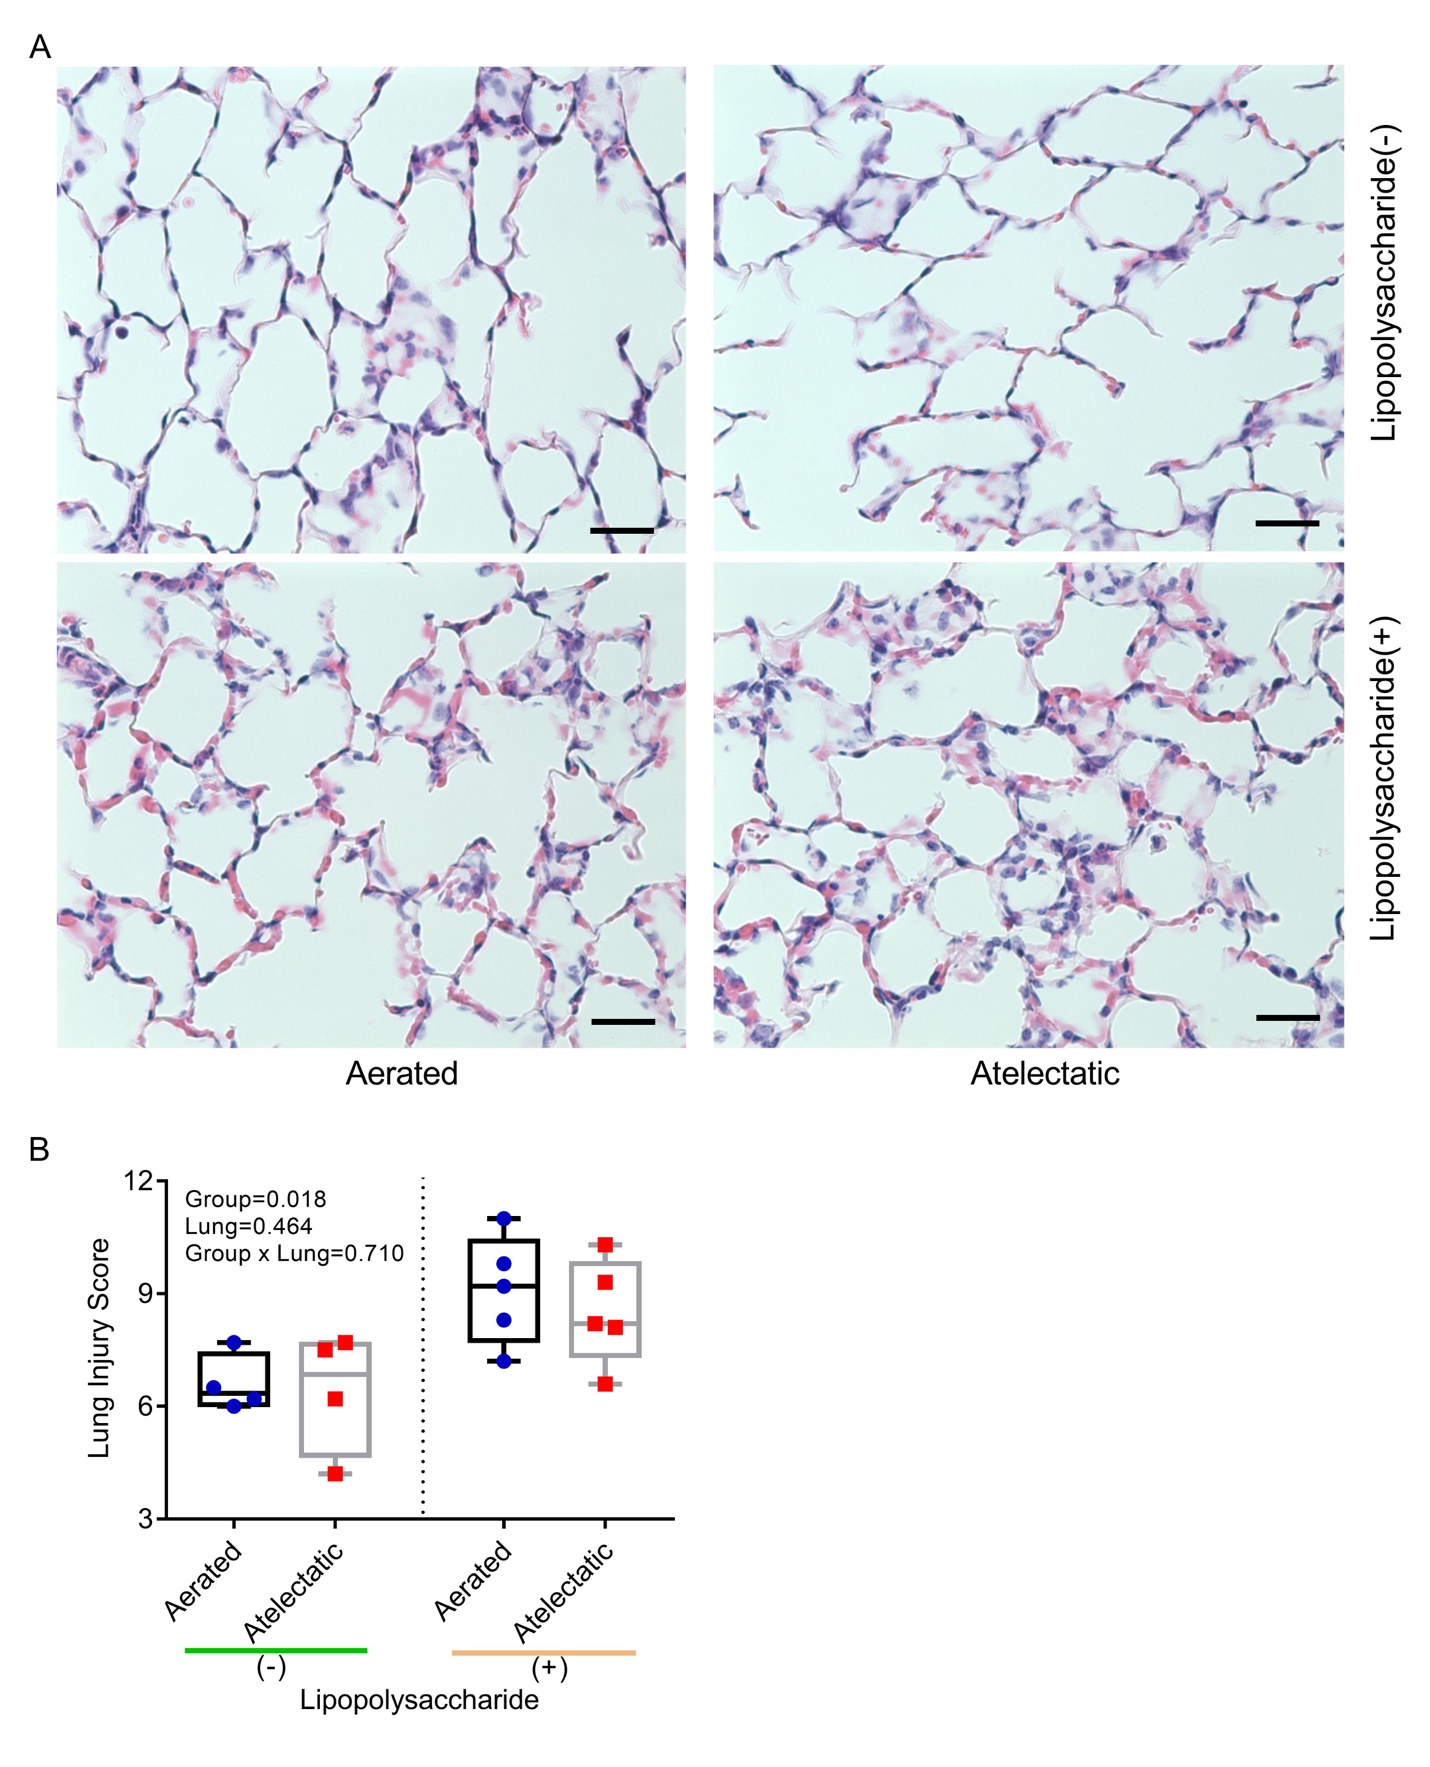 A
Lipopolysaccharide(-)
Lipopolysaccharide(+)
Aerated
Atelectatic
B
Lung Injury Score
12
9
6
3
Group=0.018
Lung=0.464
Group x Lung=0.710
Aerated
Atelectatic
Aerated
Atelectatic
(-)
(+)
Lipopolysaccharide